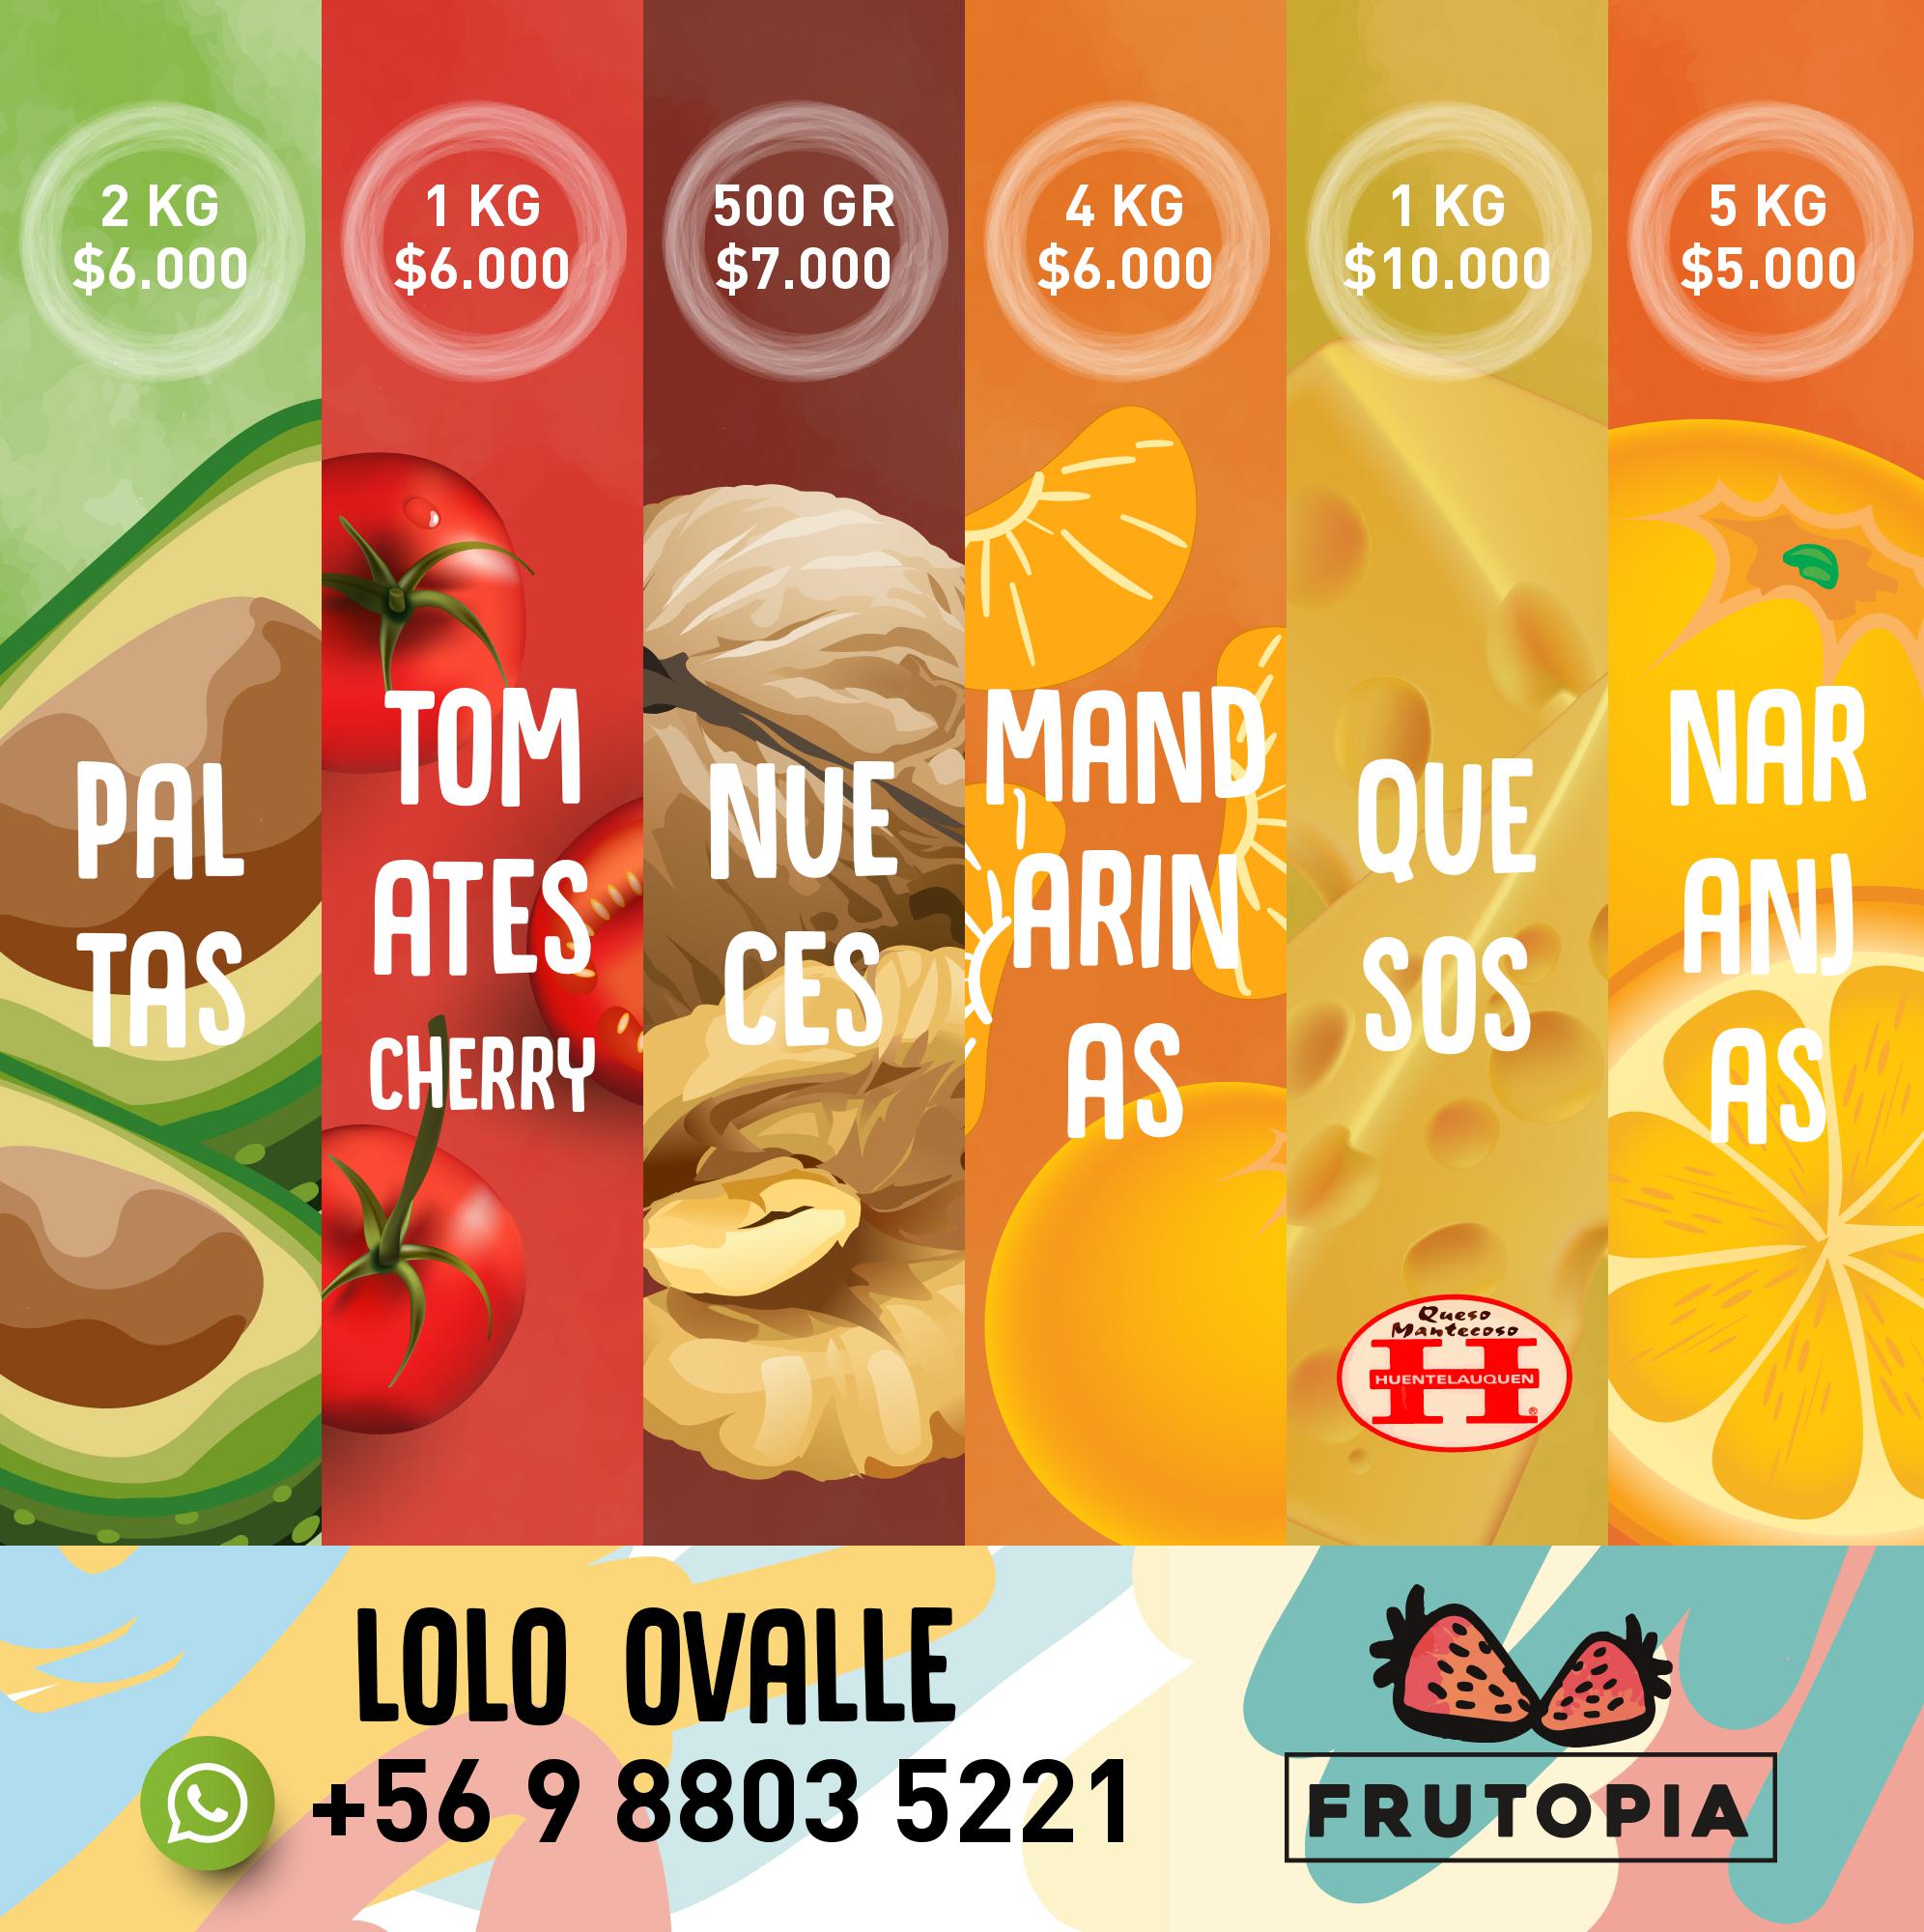 2 KG
$6.000
PAL
TAS
1 KG
$6.000
TOM
ATES
CHERRY
500 GR
$7.000
NUE
CES
4 KG
$6.000
MAND
ARIN
AS
1 KG
$10.000
QUE
SOS
Queso
Mantecoso
H
HUENTELAUQUEN
®
5 KG
$5.000
NAR
ANJ
AS
LOLO OVALLE
+56 9 8803 5221
FRUTOPIA